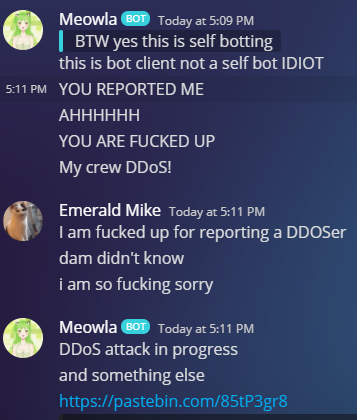 Meowla BOT Today at 5:09 PM
BTW yes this is self botting
this is bot client not a self bot IDIOT
5:11 PM YOU REPORTED ME
AHHHHHH
YOU ARE FUCKED UP
My crew DDoS!
Emerald Mike Today at 5:11 PM
I am fucked up for reporting a DDOSer
dam didn't know
i am so fucking sorry
Meowla BOT Today at 5:11 PM
DDoS attack in progress
and something else
https://pastebin.com/85tP3gr8